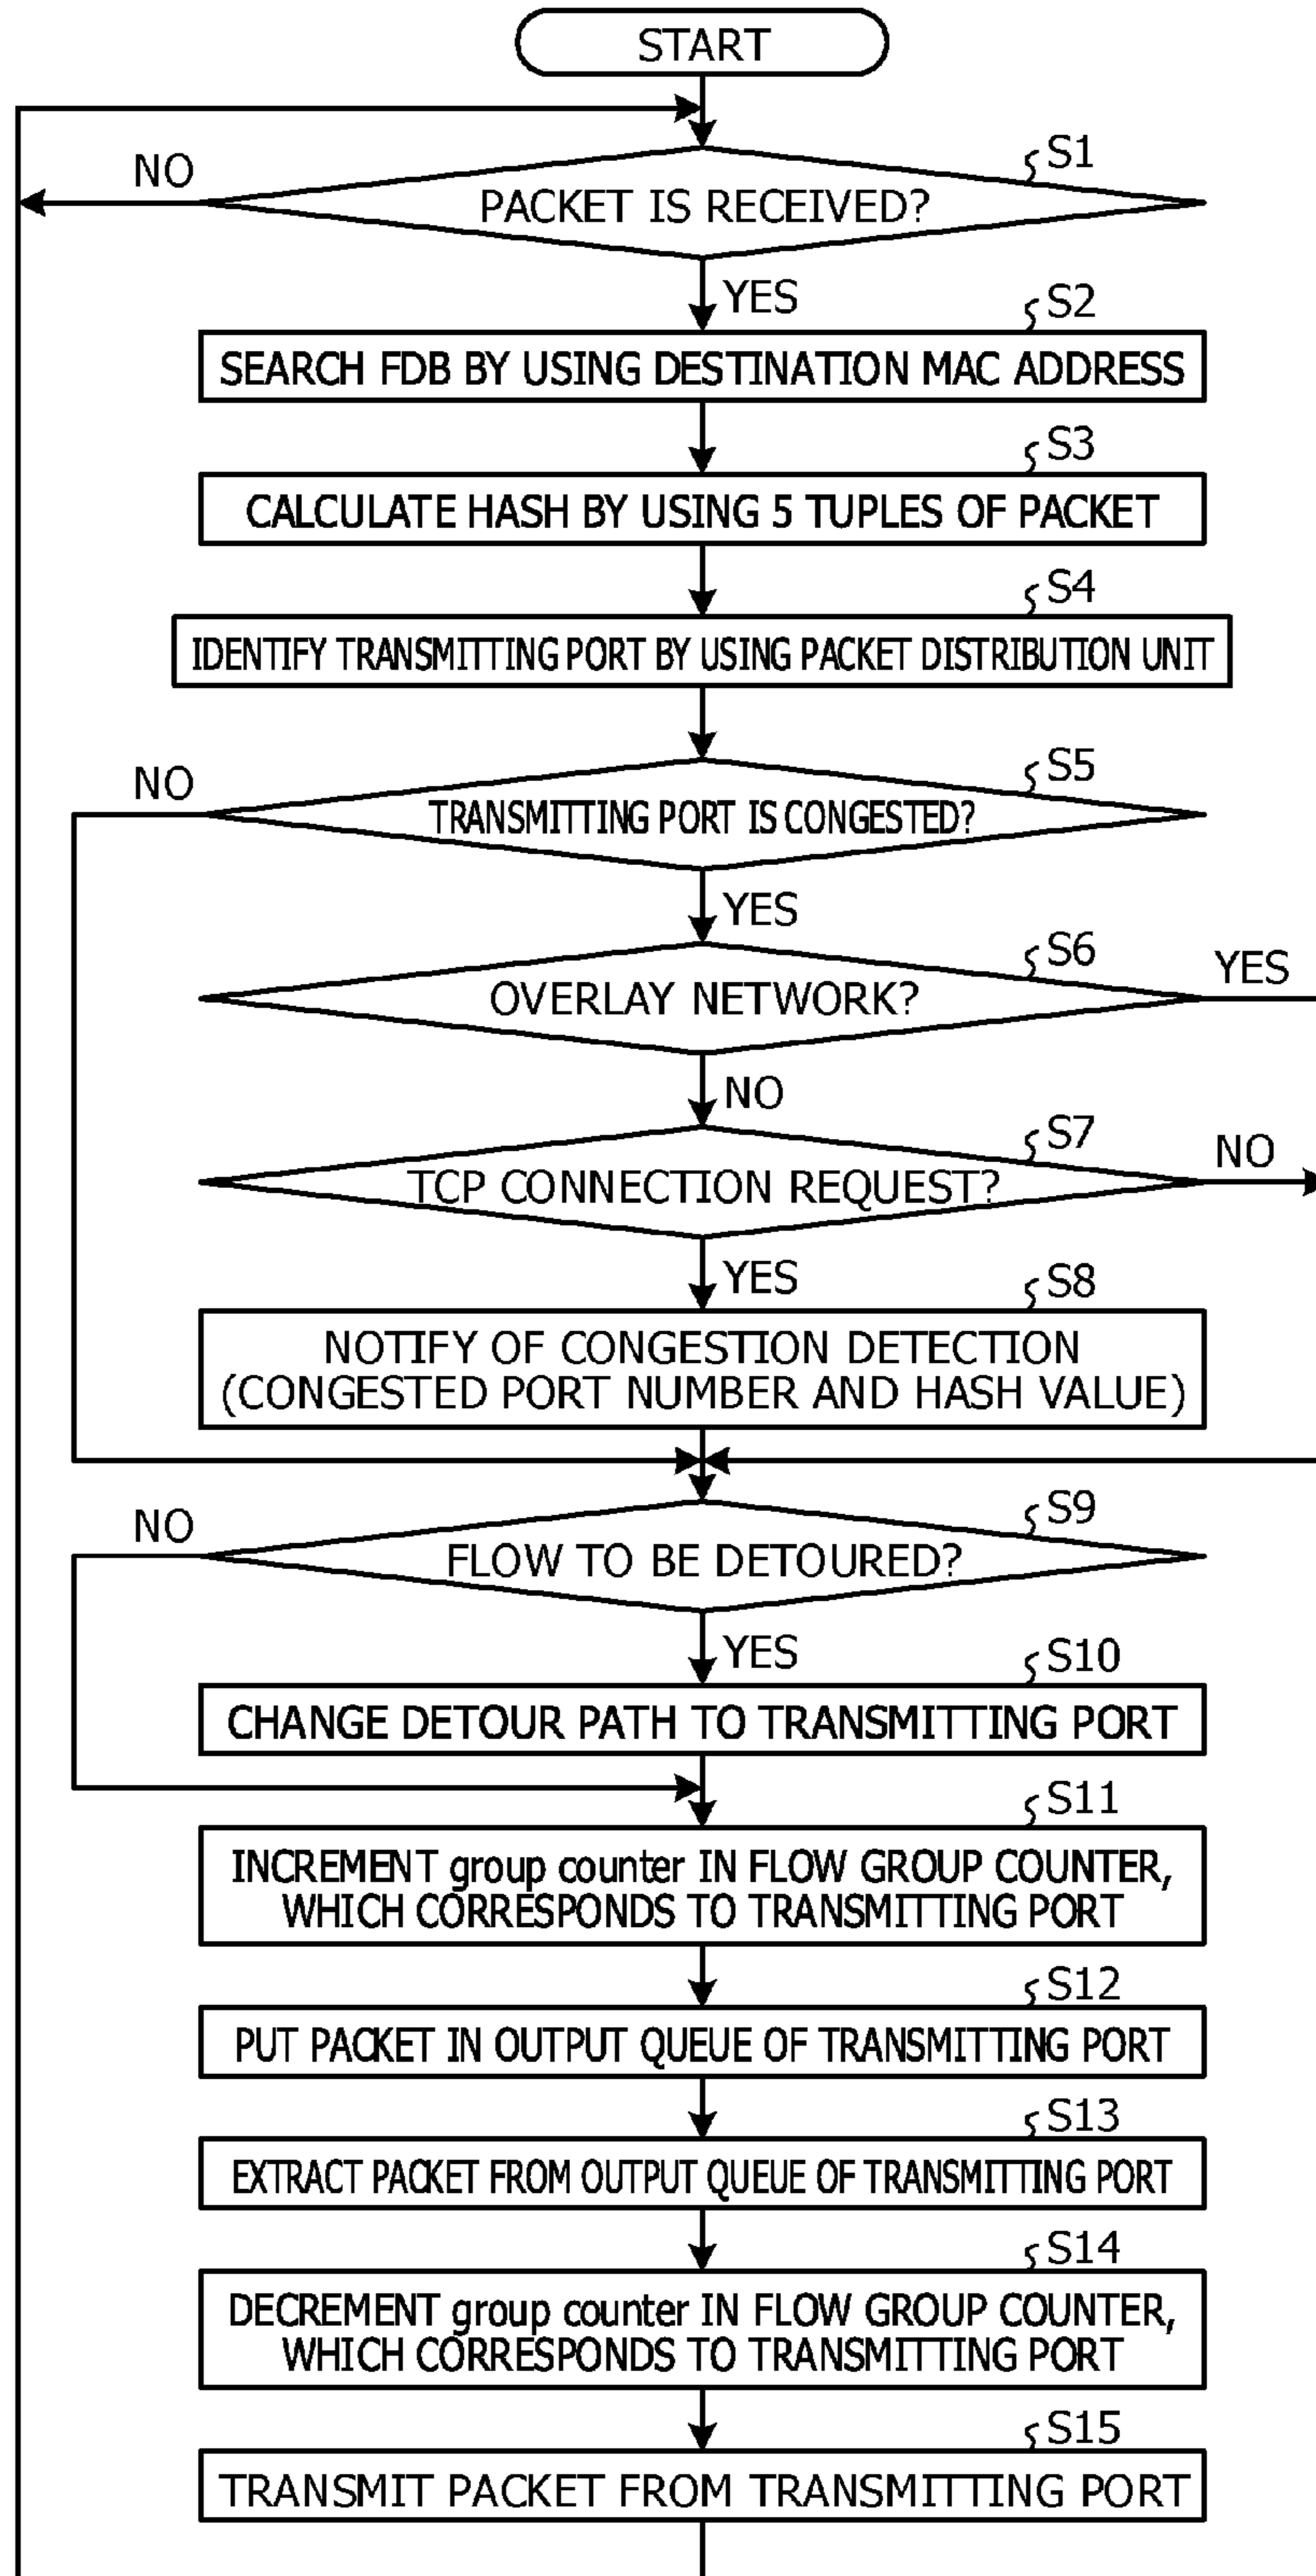 START
S1
NO
PACKET IS RECEIVED?
YES
S2
SEARCH FDB BY USING DESTINATION MAC ADDRESS
S3
CALCULATE HASH BY USING 5 TUPLES OF PACKET
S4
IDENTIFY TRANSMITTING PORT BY USING PACKET DISTRIBUTION UNIT
S5
NO
TRANSMITTING PORT IS CONGESTED?
YES
S6
YES
OVERLAY NETWORK?
NO
S7
NO
TCP CONNECTION REQUEST?
YES
S8
NOTIFY OF CONGESTION DETECTION
(CONGESTED PORT NUMBER AND HASH VALUE)
S9
NO
FLOW TO BE DETOURED?
YES
S10
CHANGE DETOUR PATH TO TRANSMITTING PORT
S11
INCREMENT group counter IN FLOW GROUP COUNTER,
WHICH CORRESPONDS TO TRANSMITTING PORT
S12
PUT PACKET IN OUTPUT QUEUE OF TRANSMITTING PORT
S13
EXTRACT PACKET FROM OUTPUT QUEUE OF TRANSMITTING PORT
S14
DECREMENT group counter IN FLOW GROUP COUNTER,
WHICH CORRESPONDS TO TRANSMITTING PORT
S15
TRANSMIT PACKET FROM TRANSMITTING PORT